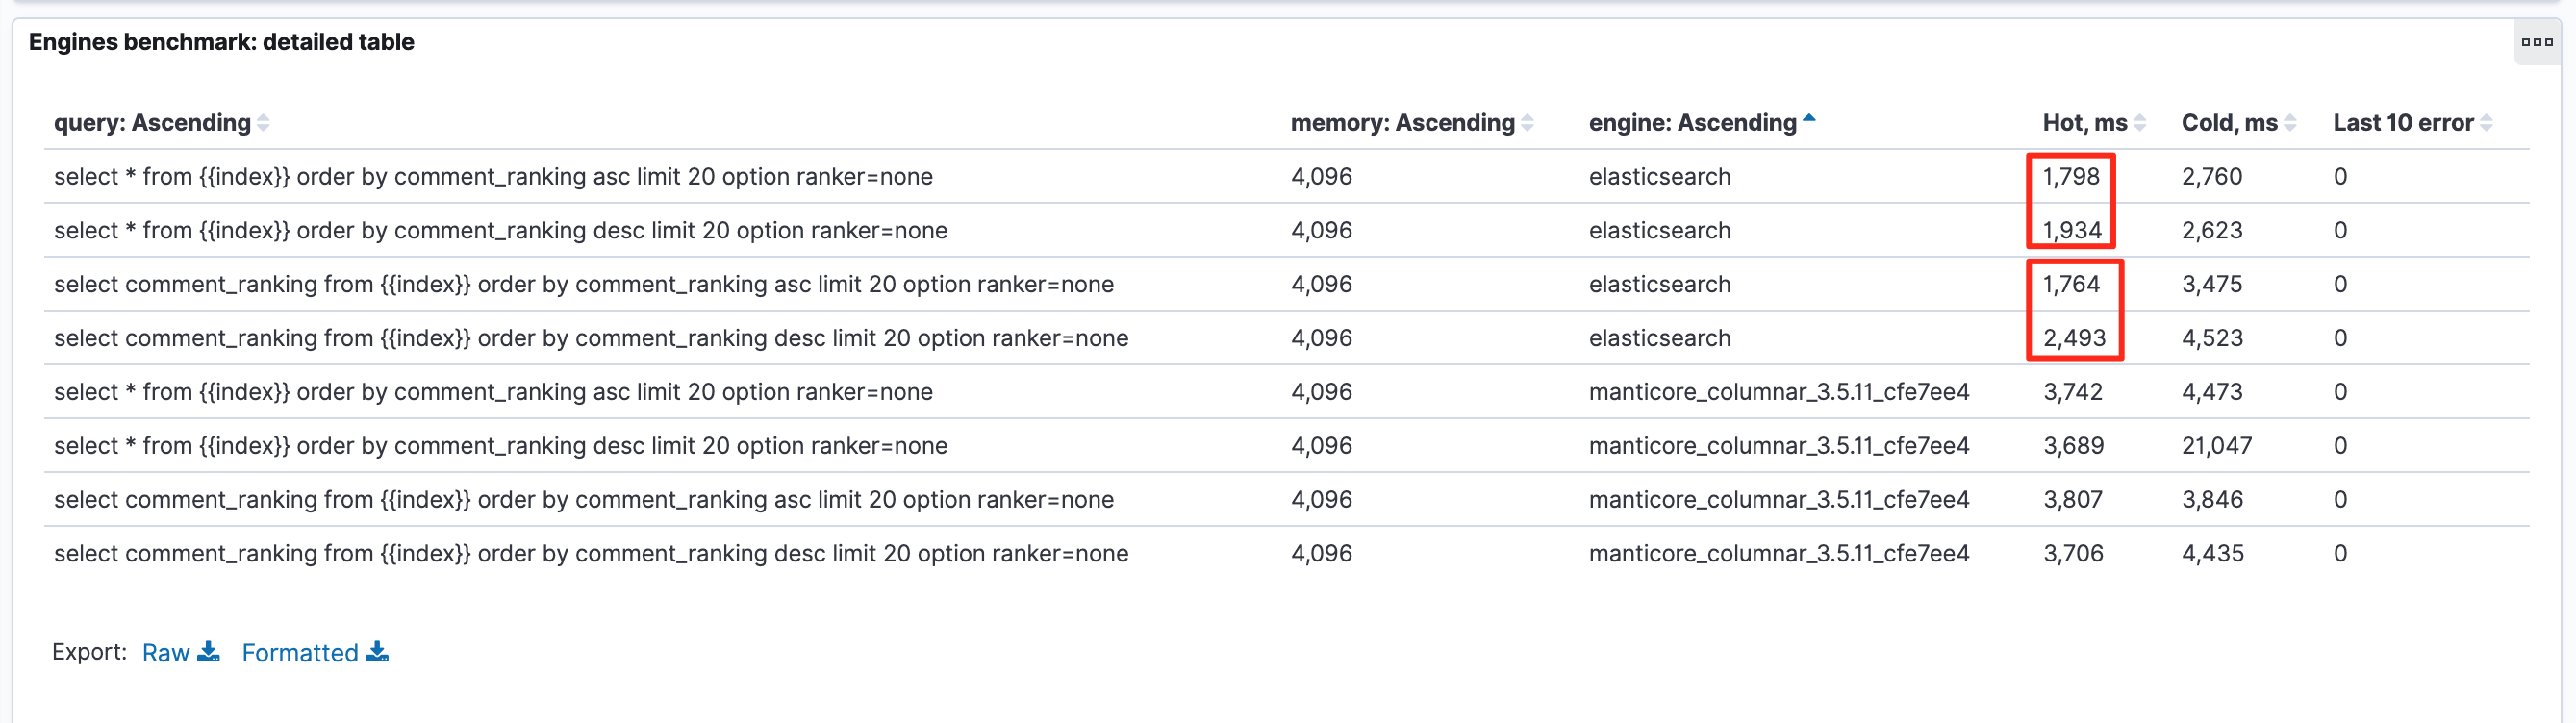 Engines benchmark: detailed table
query: Ascending memory: Ascending engine: Ascending Hot, ms Cold, ms Last 10 error
select * from {{index}} order by comment_ranking asc limit 20 option ranker=none 4,096 elasticsearch 1,798 2,760 0
select * from {{index}} order by comment_ranking desc limit 20 option ranker=none 4,096 elasticsearch 1,934 2,623 0
select comment_ranking from {{index}} order by comment_ranking asc limit 20 option ranker=none 4,096 elasticsearch 1,764 3,475 0
select comment_ranking from {{index}} order by comment_ranking desc limit 20 option ranker=none 4,096 elasticsearch 2,493 4,523 0
select * from {{index}} order by comment_ranking asc limit 20 option ranker=none 4,096 manticore_columnar_3.5.11_cfe7ee4 3,742 4,473 0
select * from {{index}} order by comment_ranking desc limit 20 option ranker=none 4,096 manticore_columnar_3.5.11_cfe7ee4 3,689 21,047 0
select comment_ranking from {{index}} order by comment_ranking asc limit 20 option ranker=none 4,096 manticore_columnar_3.5.11_cfe7ee4 3,807 3,846 0
select comment_ranking from {{index}} order by comment_ranking desc limit 20 option ranker=none 4,096 manticore_columnar_3.5.11_cfe7ee4 3,706 4,435 0
Export: Raw Formatted